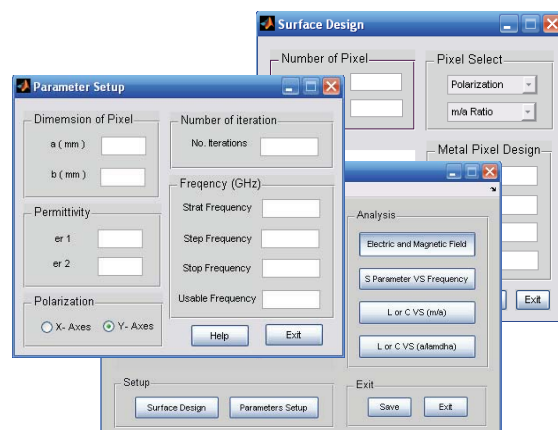 Surface Design
Number of Pixel
Pixel Select
Polarization
m/a Ratio
Metal Pixel Design
Exit
Parameter Setup
Dimemsion of Pixel
a ( mm )
b ( mm )
Permittivity
er 1
er 2
Polarization
X- Axes
Y- Axes
Number of iteration
No. Iterations
Freqency (GHz)
Strat Frequency
Step Frequency
Stop Frequency
Usable Frequency
Help
Exit
Analysis
Electric and Magnetic Field
S Parameter VS Frequency
L or C VS (m/a)
L or C VS (a/lamdha)
Setup
Surface Design
Parameters Setup
Exit
Save
Exit